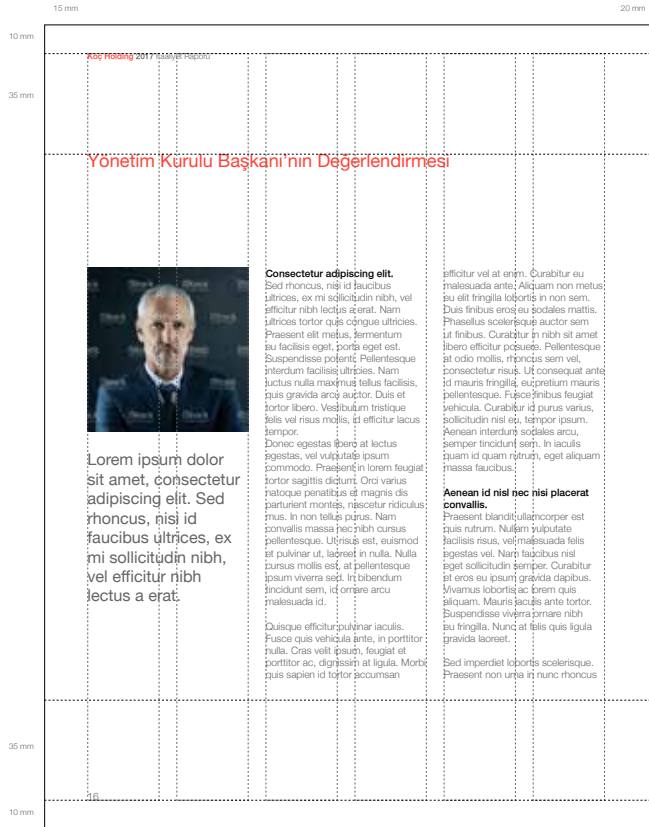 15 mm
20 mm
10 mm
Koç Holding 2017 Faaliyet Raporu
35 mm
Yönetim Kurulu Başkanı'nın Değerlendirmesi
Lorem ipsum dolor
sit amet, consectetur
adipiscing elit. Sed
rhoncus, nisi id
faucibus ultrices, ex
mi sollicitudin nibh,
vel efficitur nibh
lectus a erat.
Consectetur adipiscing elit.
Sed rhoncus, nisi id faucibus
ultrices, ex mi sollicitudin nibh, vel
efficitur nibh lectus a erat. Nam
ultrices tortor quis congue ultricies.
Praesent elit metus, fermentum
eu facilisis eget, porta eget est.
Suspendisse potenti. Pellentesque
interdum facilisis ultricies. Nam
luctus nulla maximus tellus facilisis,
quis gravida arcu auctor. Duis et
tortor libero. Vestibulum tristique
felis vel risus mollis, id efficitur lacus
tempor.
Donec egestas libero at lectus
egestas, vel vulputate ipsum
commodo. Praesent in lorem feugiat
tortor sagittis dictum. Orci varius
natoque penatibus et magnis dis
parturient montes, nascetur ridiculus
mus. In non tellus purus. Nam
convallis massa nec nibh cursus
pellentesque. Ut risus est, euismod
et pulvinar ut, laoreet in nulla. Nulla
cursus mollis est, at pellentesque
ipsum viverra sed. In bibendum
tincidunt sem, id ornare arcu
malesuada id.
Quisque efficitur pulvinar iaculis.
Fusce quis vehicula ante, in porttitor
nulla. Cras velit ipsum, feugiat et
porttitor ac, dignissim at ligula. Morbi
quis sapien id tortor accumsan
efficitur vel at enim. Curabitur eu
malesuada ante. Aliquam non metus
eu elit fringilla lobortis in non sem.
Duis finibus eros eu sodales mattis.
Phasellus scelerisque auctor sem
ut finibus. Curabitur in nibh sit amet
libero efficitur posuere. Pellentesque
at odio mollis, rhoncus sem vel,
consectetur risus. Ut consequat ante
id mauris fringilla, eu pretium mauris
pellentesque. Fusce finibus feugiat
vehicula. Curabitur id purus varius,
sollicitudin nisl eu, tempor ipsum.
Aenean interdum sodales arcu,
semper tincidunt sem. In iaculis
quam id quam rutrum, eget aliquam
massa faucibus.
Aenean id nisl nec nisi placerat
convallis.
Praesent blandit ullamcorper est
quis rutrum. Nullam vulputate
facilisis risus, vel malesuada felis
egestas vel. Nam faucibus nisl
eget sollicitudin semper. Curabitur
et eros eu ipsum gravida dapibus.
Vivamus lobortis ac lorem quis
aliquam. Mauris iaculis ante tortor.
Suspendisse viverra ornare nibh
eu fringilla. Nunc at felis quis ligula
gravida laoreet.
Sed imperdiet lobortis scelerisque.
Praesent non urna in nunc rhoncus
35 mm
16
10 mm